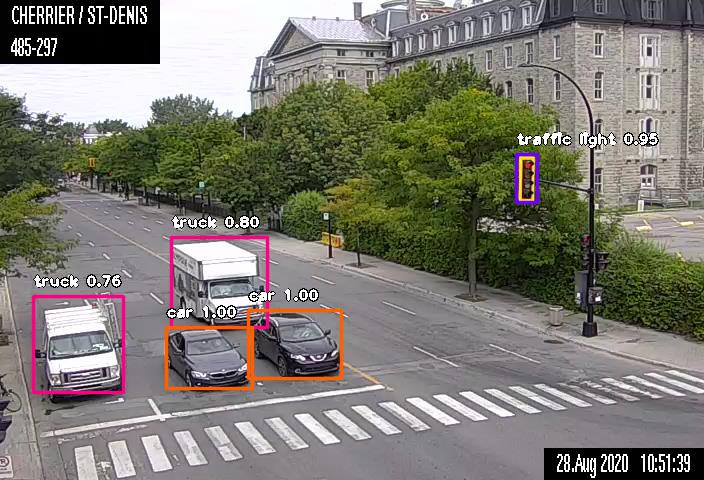 CHERRIER / ST-DENIS
485-297
traffic light 0.95
truck 0.80
truck 0.76
car 1.00
car 1.00
28.Aug 2020 10:51:39